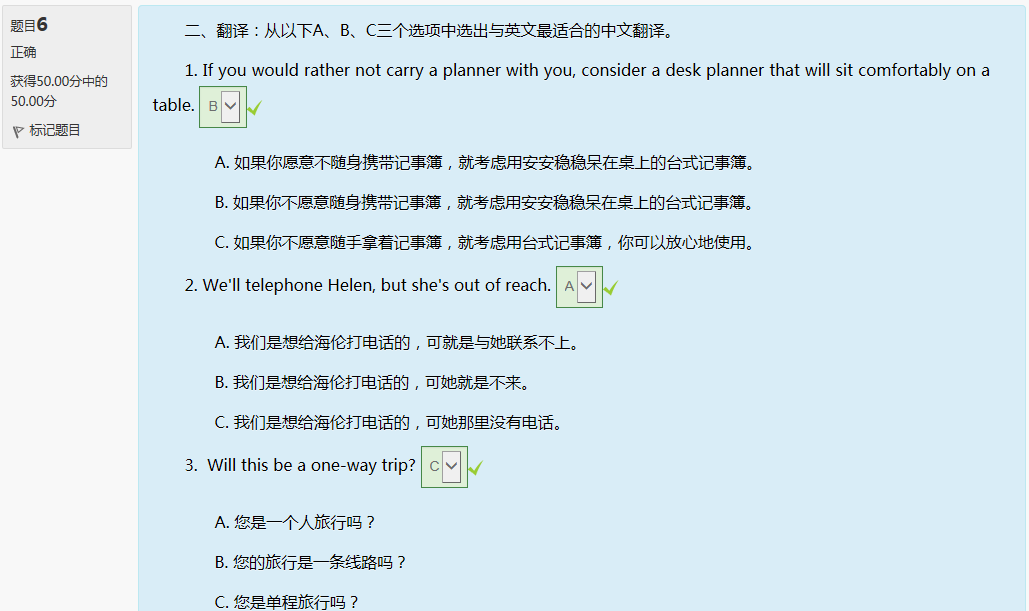 题目6
正确
获得50.00分中的
50.00分
标记题目
二、翻译：从以下A、B、C三个选项中选出与英文最适合的中文翻译。
1. If you would rather not carry a planner with you, consider a desk planner that will sit comfortably on a
table. B
A. 如果你愿意不随身携带记事簿，就考虑用安安稳稳呆在桌上的台式记事簿。
B. 如果你不愿意随身携带记事簿，就考虑用安安稳稳呆在桌上的台式记事簿。
C. 如果你不愿意随手拿着记事簿，就考虑用台式记事簿，你可以放心地使用。
2. We'll telephone Helen, but she's out of reach. A
A. 我们是想给海伦打电话的，可就是与她联系不上。
B. 我们是想给海伦打电话的，可她就是不来。
C. 我们是想给海伦打电话的，可她那里没有电话。
3. Will this be a one-way trip? C
A. 您是一个人旅行吗？
B. 您的旅行是一条线路吗？
C. 您是单程旅行吗？